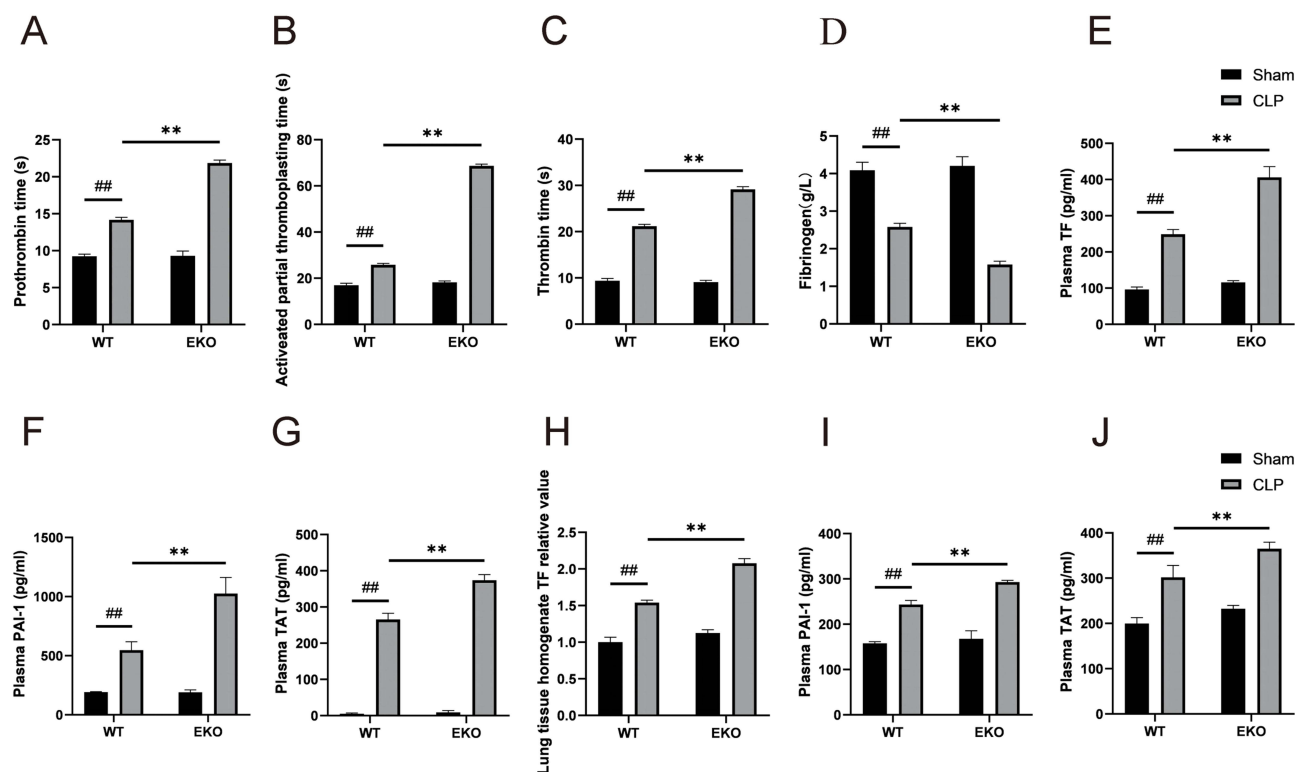 A
B
C
D
E
Sham
CLP
Prothrombin time (s)
25
20
15
10
5
0
##
**
WT
EKO
Activeated partial thromboplasting time (s)
80
60
40
20
0
##
**
WT
EKO
Thrombin time (s)
40
30
20
10
0
##
**
WT
EKO
Fibrinogen(g/L)
5
4
3
2
1
0
##
**
WT
EKO
Plasma TF (pg/ml)
500
400
300
200
100
0
##
**
WT
EKO
F
G
H
I
J
Sham
CLP
Plasma PAI-1 (pg/ml)
1500
1000
500
0
##
**
WT
EKO
Plasma TAT (pg/ml)
500
400
300
200
100
0
##
**
WT
EKO
Lung tissue homogenate TF relative value
2.5
2.0
1.5
1.0
0.5
0.0
##
**
WT
EKO
Plasma PAI-1 (pg/ml)
400
300
200
100
0
##
**
WT
EKO
Plasma TAT (pg/ml)
400
300
200
100
0
##
**
WT
EKO